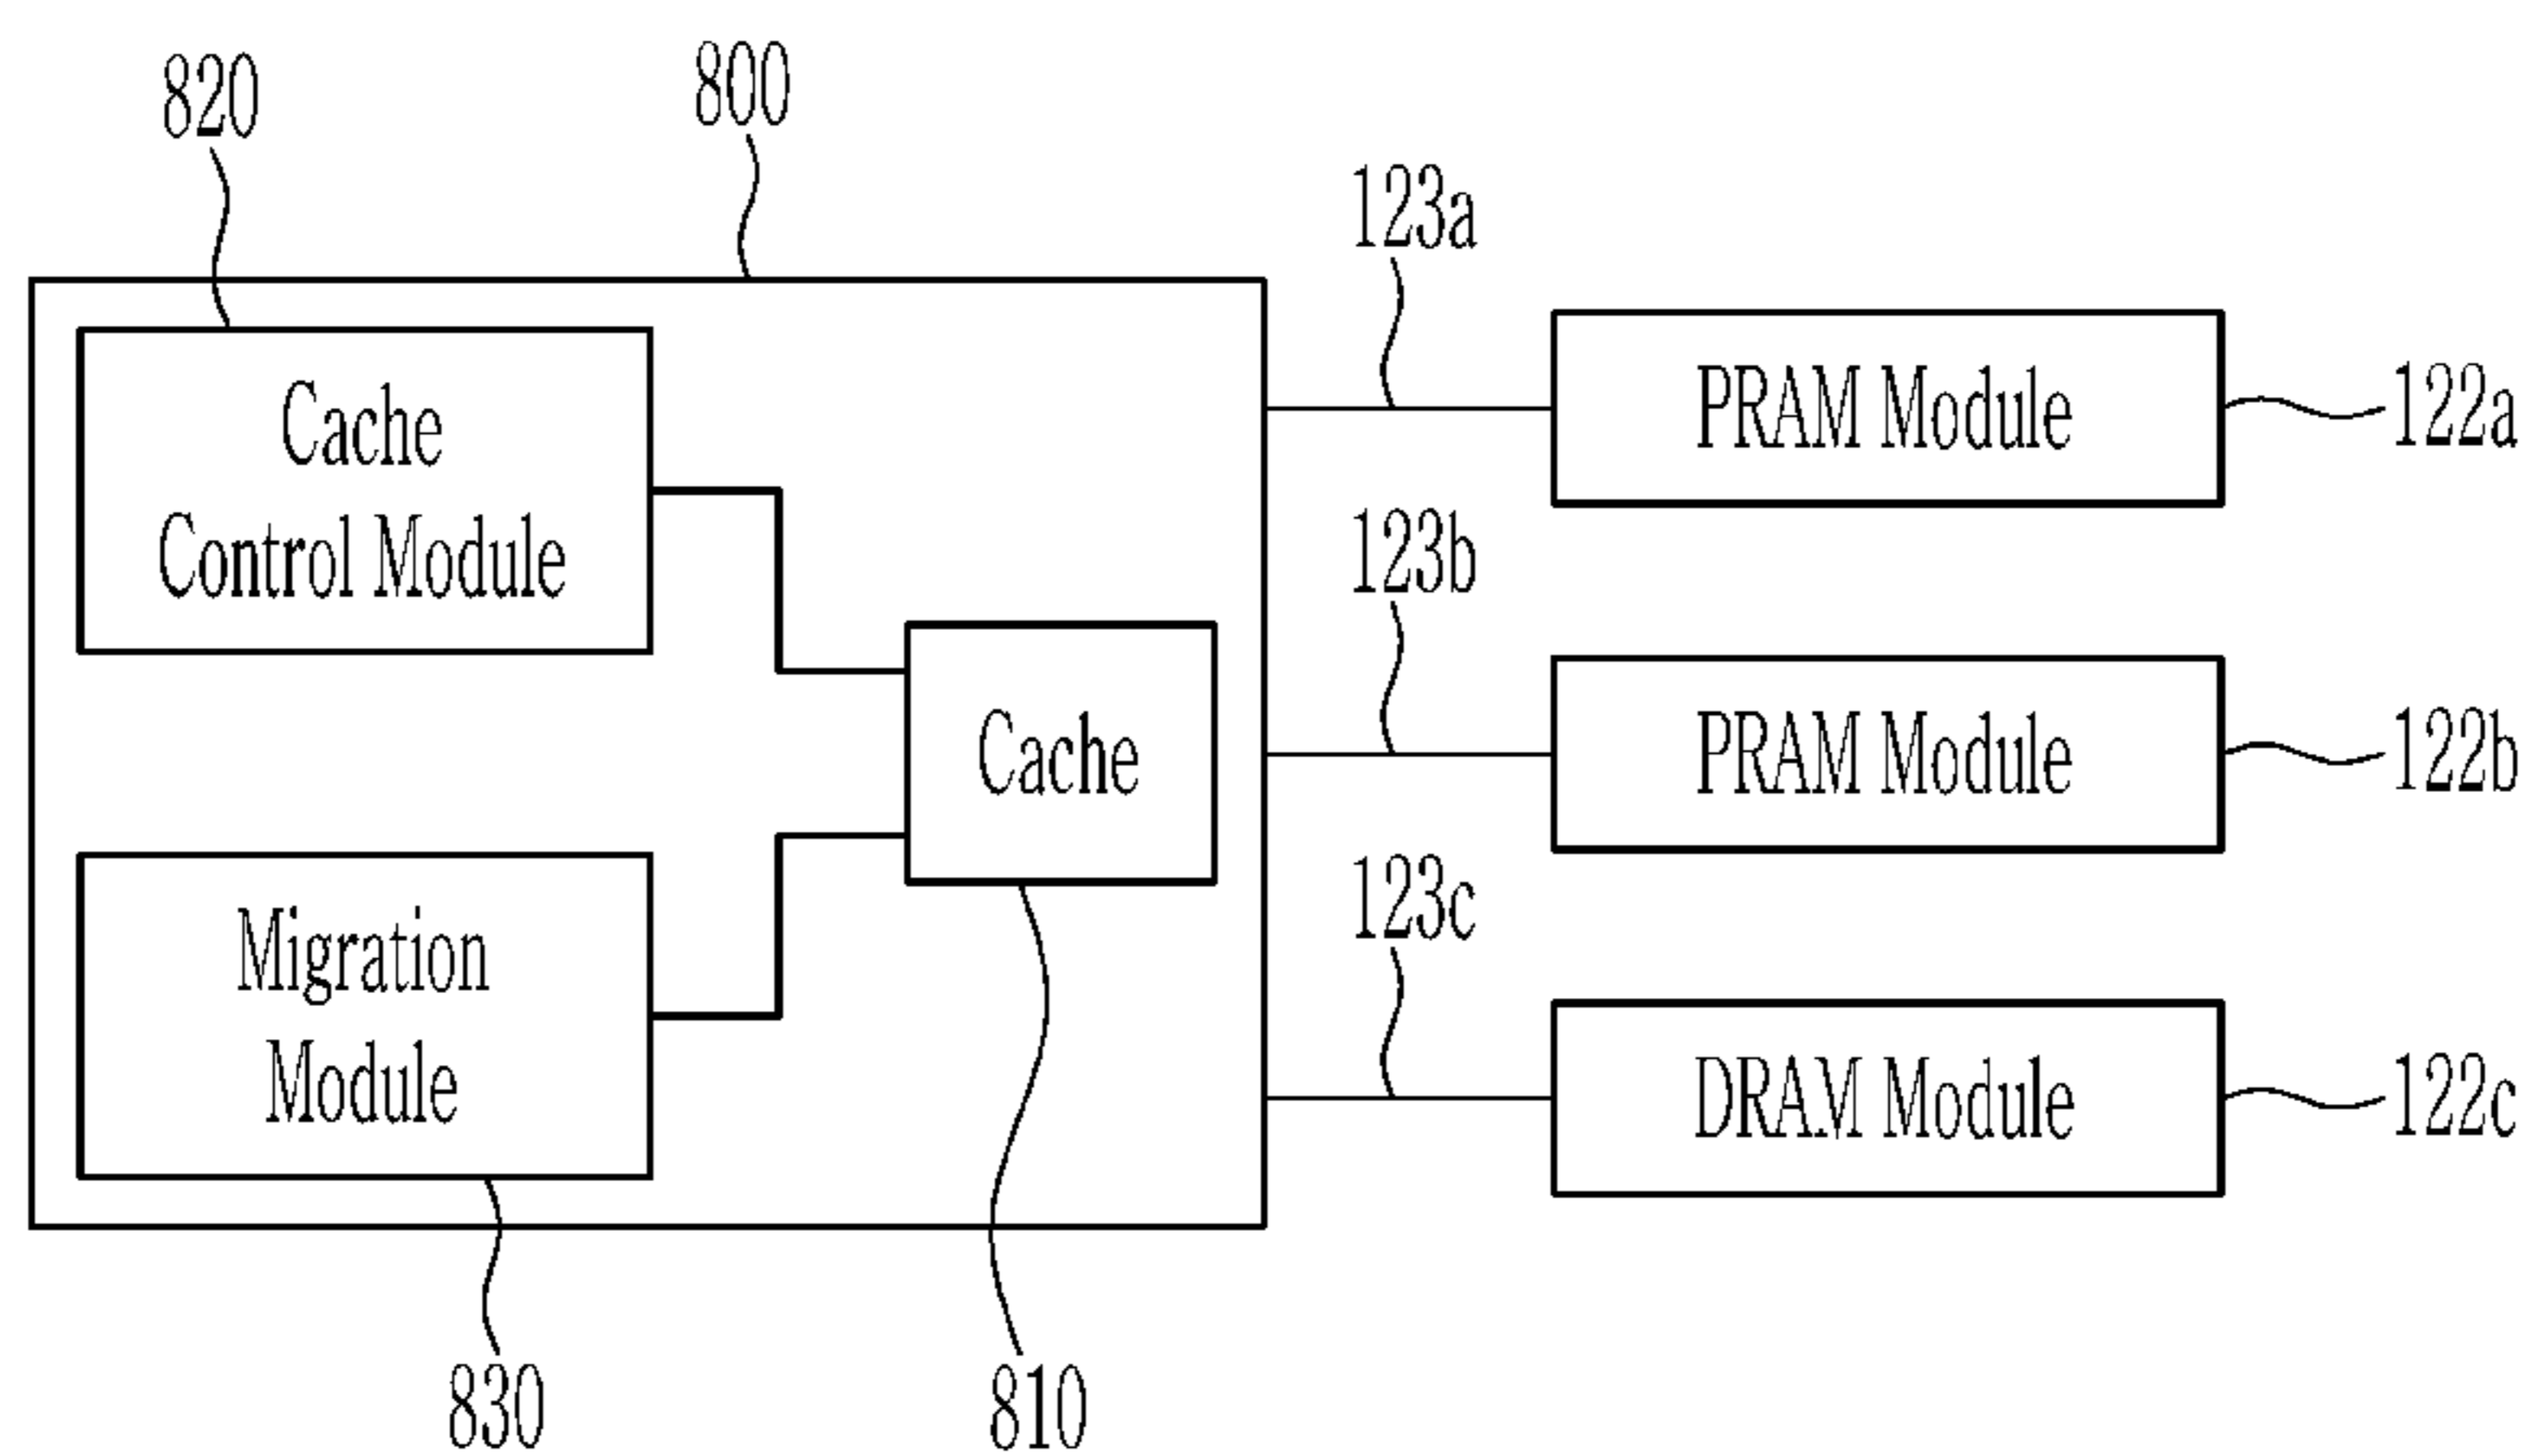 820
800
123a
Cache
Control Module
PRAM Module
122a
123b
Cache
PRAM Module
122b
123c
Migration
Module
DRAM Module
122c
830
810